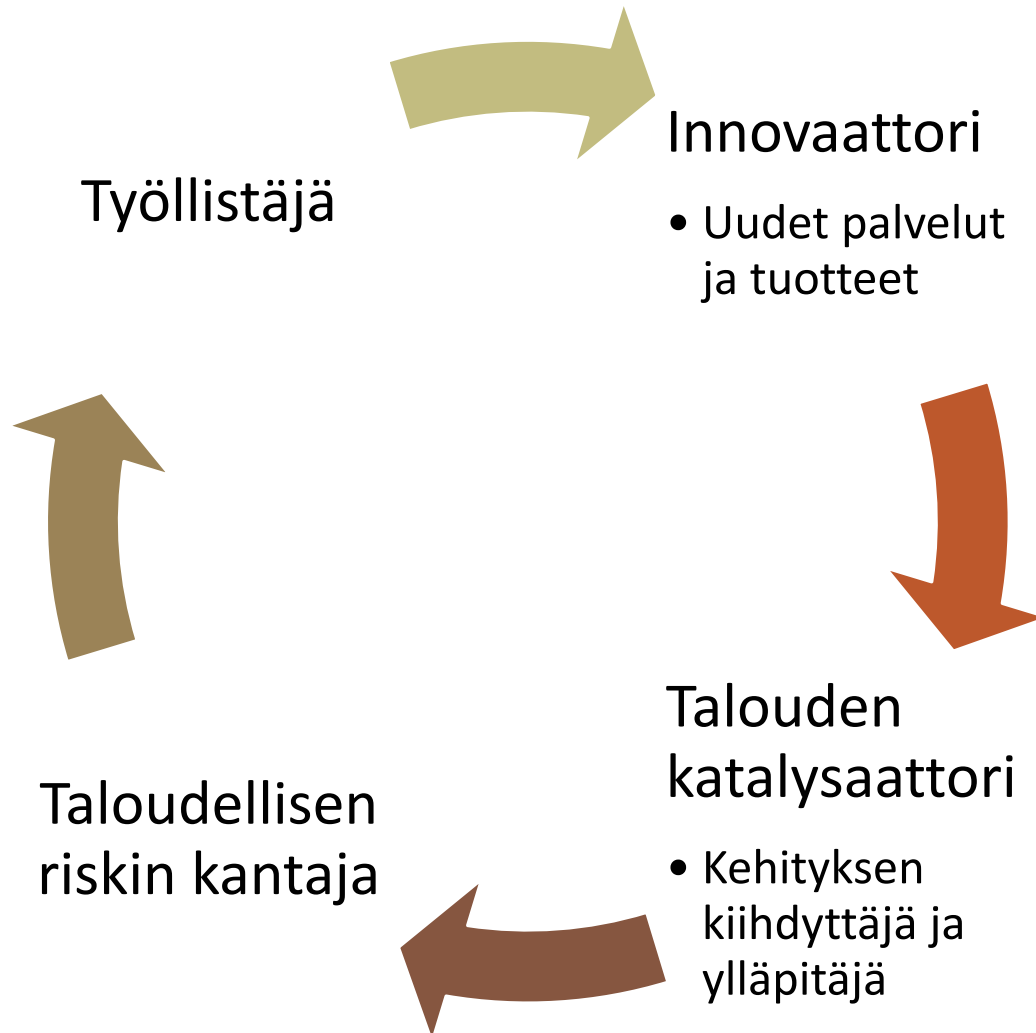 Työllistäjä
Innovaattori
• Uudet palvelut
ja tuotteet
Talouden
katalysaattori
• Kehityksen
kiihdyttäjä ja
ylläpitäjä
Taloudellisen
riskin kantaja